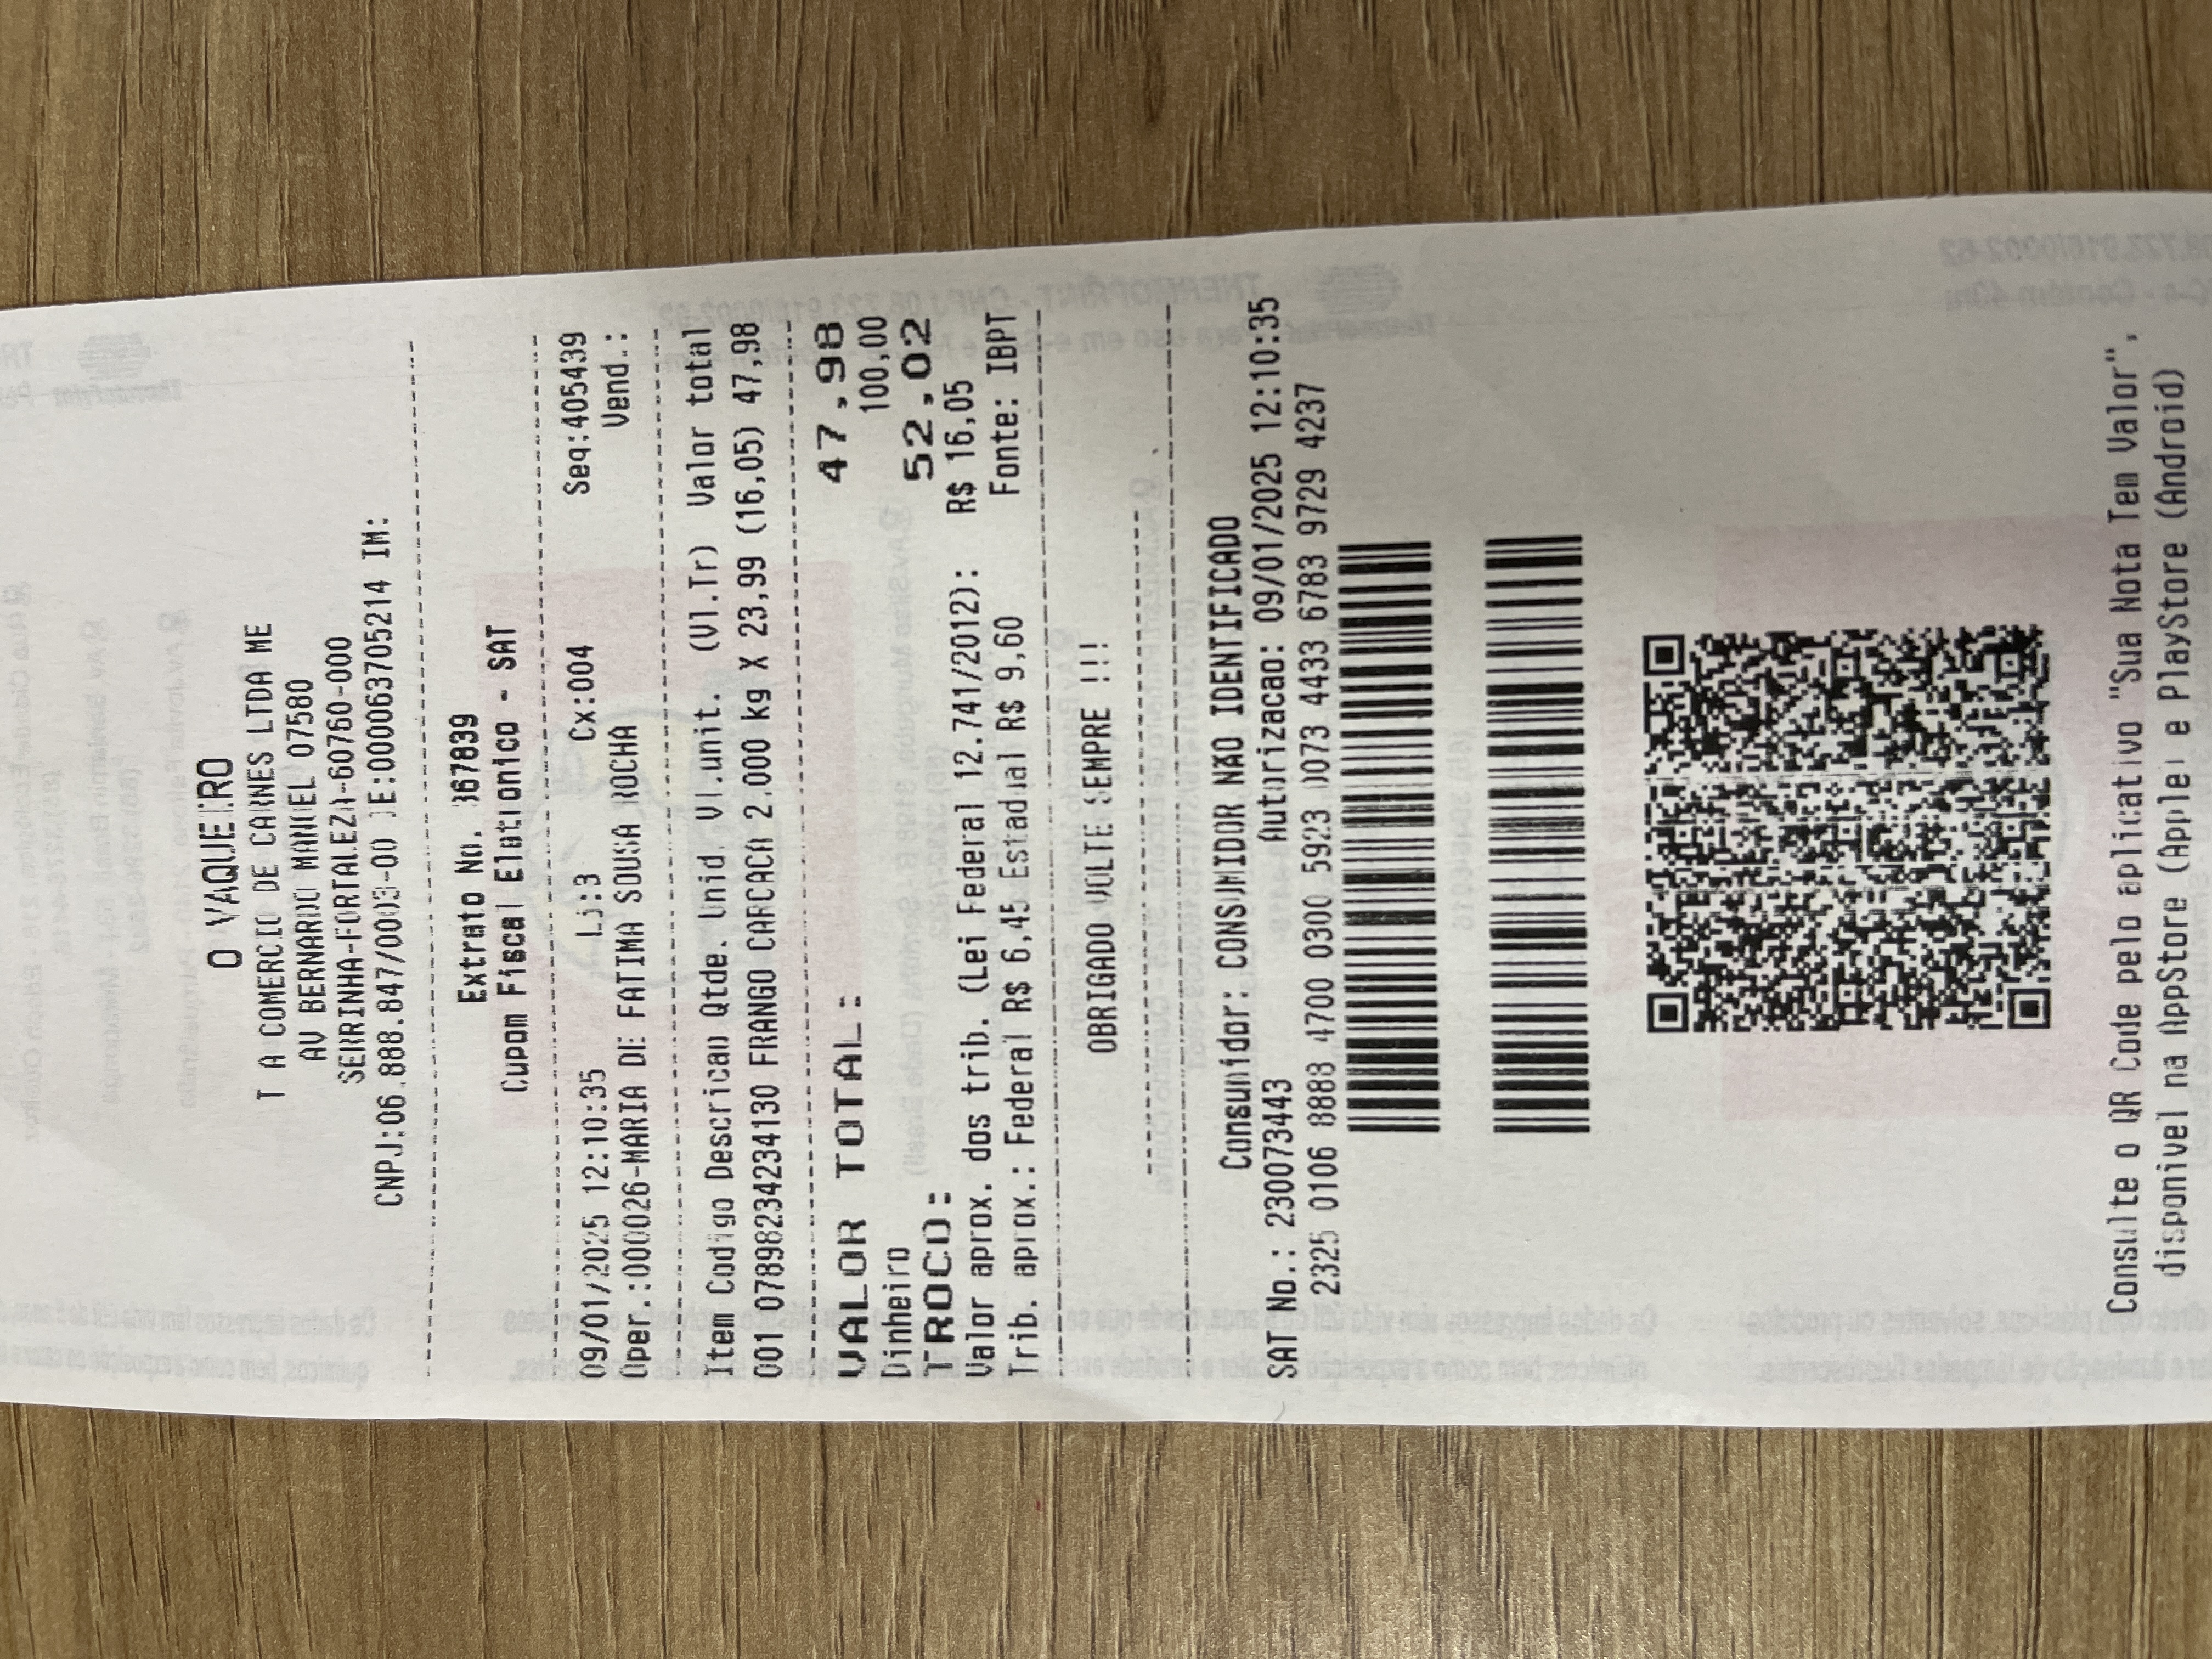 O VAQUEIRO
T A COMERCIO DE CARNES LTDA ME
AV BERNARDO MANUEL 07580
SERRINHA-FORTALEZA-60760-000
CNPJ:06.888.847/0003-00 IE:000063705214 IM:
Extrato No. 367839
Cupom Fiscal Eletronico - SAT
09/01/2025 12:10:35 Lj:3 Cx:004 Seq:405439
Oper.:000026-MARIA DE FATIMA SOUSA ROCHA Vend.:
Item Codigo Descricao Qtde. Unid. Vl.unit. (Vl.Tr) Valor total
001 0789823423413O FRANGO CARCACA 2.000 kg X 23,99 (16,05) 47,98
VALOR TOTAL: 47,98
Dinheiro 100,00
TROCO: 52,02
Valor aprox. dos trib. (Lei Federal 12.741/2012): R$ 16,05
Trib. aprox.: Federal R$ 6,45 Estadual R$ 9,60 Fonte: IBPT
OBRIGADO VOLTE SEMPRE !!!
Consumidor: CONSUMIDOR NÃO IDENTIFICADO
SAT No.: 230073443 Autorizacao: 09/01/2025 12:10:35
2325 0106 8888 4700 0300 5923 0073 4433 6783 9729 4237
Consulte o QR Code pelo aplicativo "Sua Nota Tem Valor",
disponivel na AppStore (Apple) e PlayStore (Android)